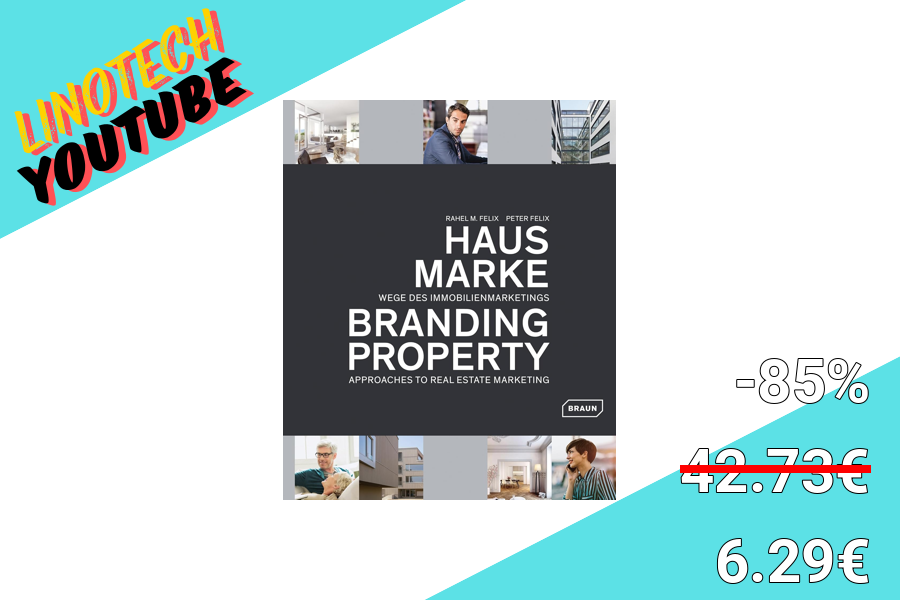 LINOTECH
YOUTUBE
RAHEL M. FELIX PETER FELIX
HAUS
MARKE
WEGE DES IMMOBILIENMARKETINGS
BRANDING
PROPERTY
APPROACHES TO REAL ESTATE MARKETING
BRAUN
-85%
42.73€
6.29€